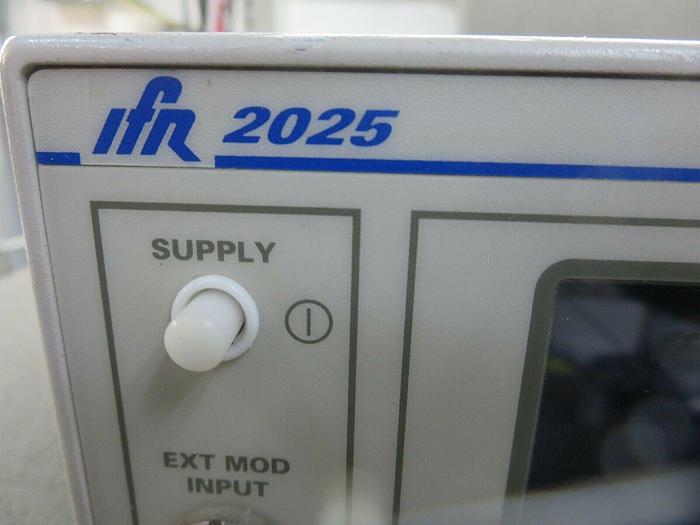 IFR 2025
SUPPLY
EXT MOD
INPUT